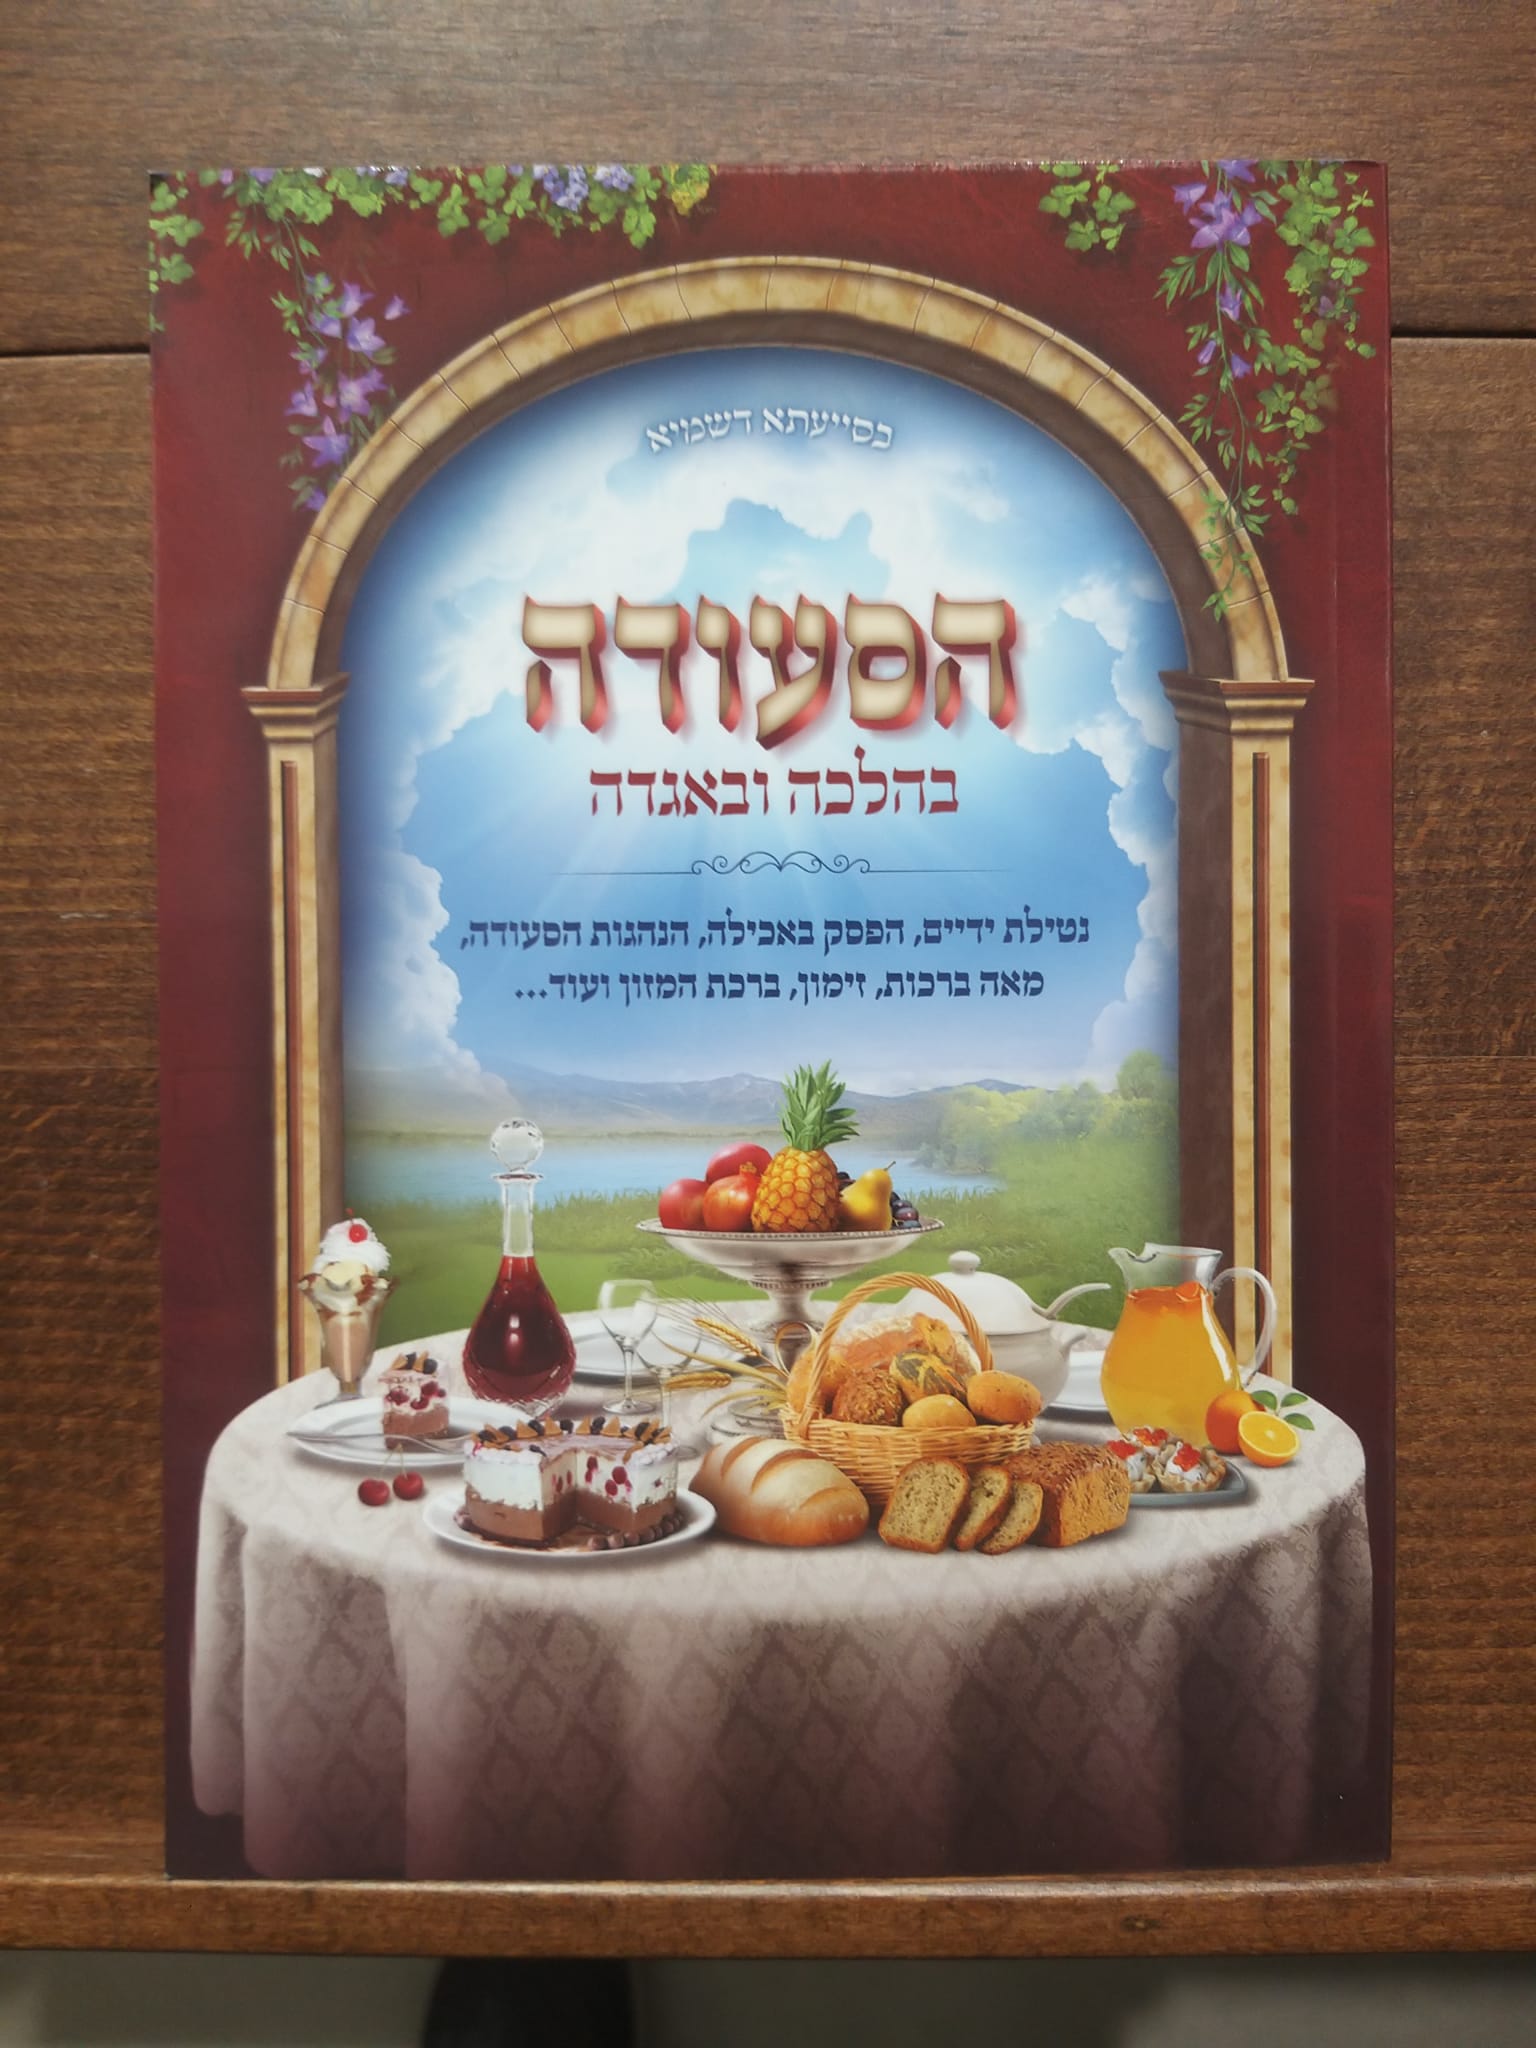 בסייעתא דשמיא
הסעודה
בהלכה ובאגדה
נטילת ידיים, הפסק באכילה, הנהגות הסעודה,
מאה ברכות, זימון, ברכת המזון ועוד...